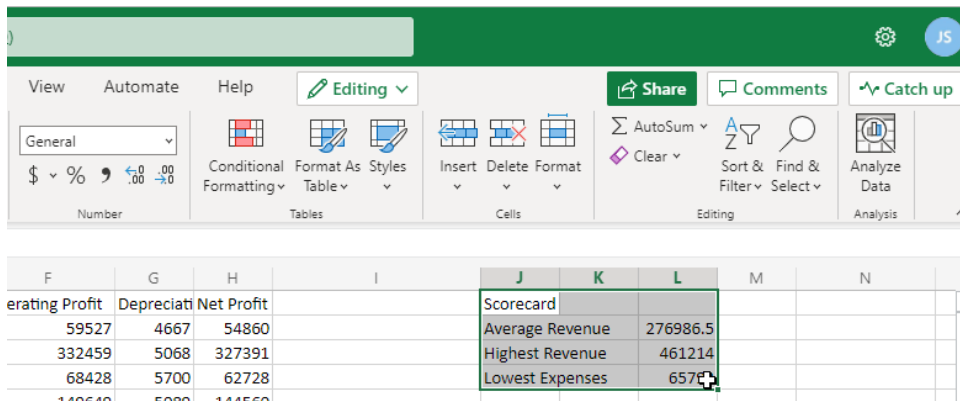 JS
View Automate Help Editing Share Comments Catch up
General
$ % 9 .00
Conditional Formatting
Format As Table
Styles
Insert Delete Format
AutoSum
Clear
Sort & Filter
Find & Select
Analyze Data
Number Tables Cells Editing Analysis
F G H I J K L M N
erating Profit Depreciati Net Profit Scorecard
59527 4667 54860 Average Revenue 276986.5
332459 5068 327391 Highest Revenue 461214
68428 5700 62728 Lowest Expenses